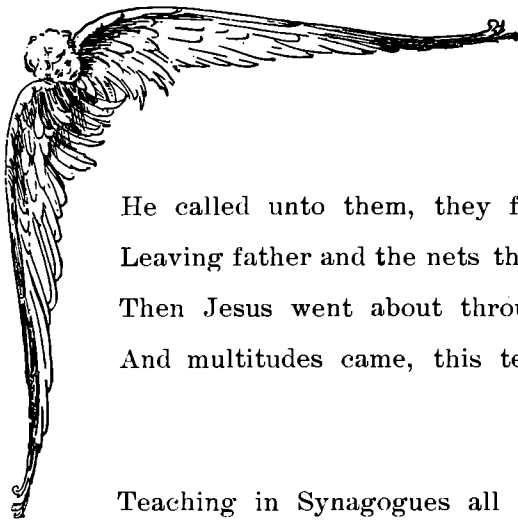 He called unto them, they f
Leaving father and the nets th
Then Jesus went about throu
And multitudes came, this te
Teaching in Synagogues all